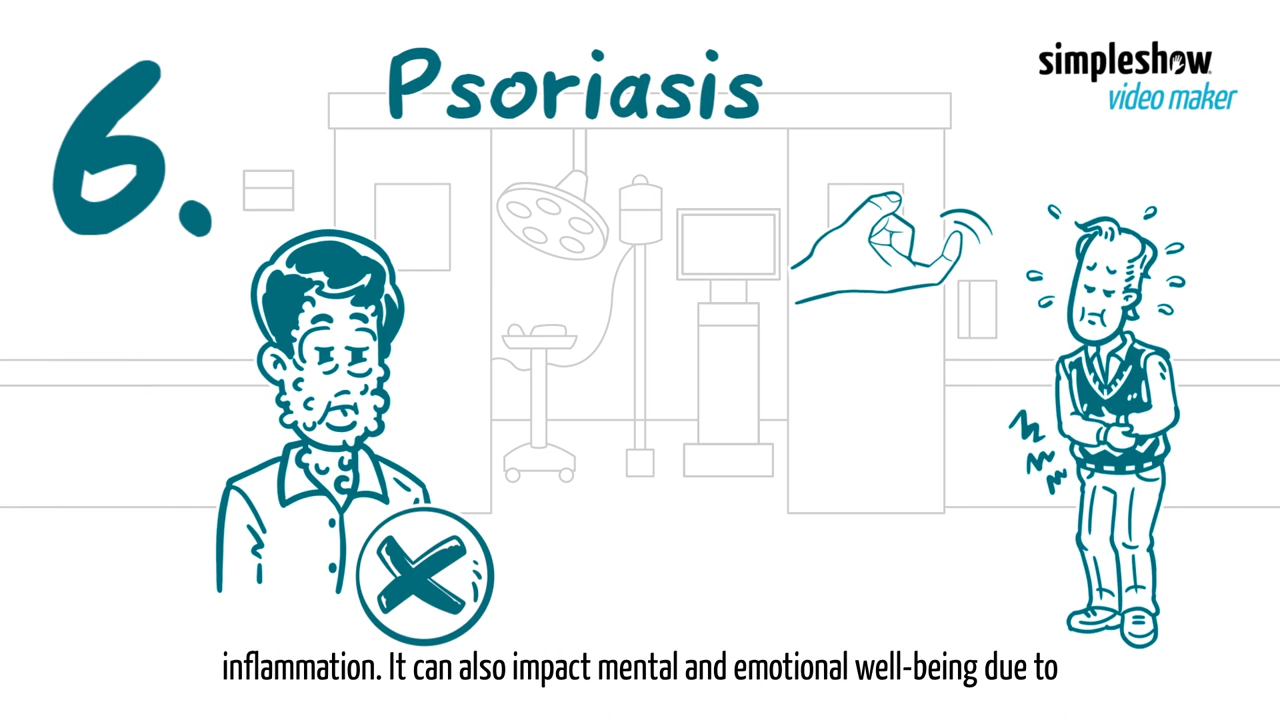 6.
Psoriasis
simpleshow
video maker
inflammation. It can also impact mental and emotional well-being due to